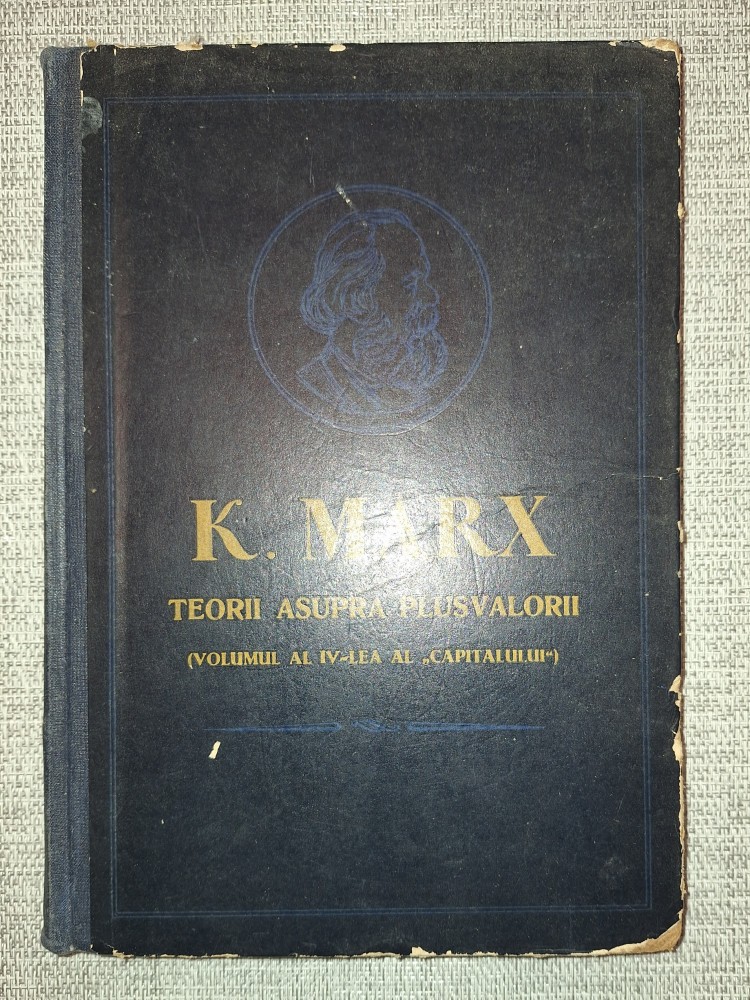 K. MARX
TEORII ASUPRA PLUSVALORII
(VOLUMUL AL IV-LEA AL „CAPITALULUI“)